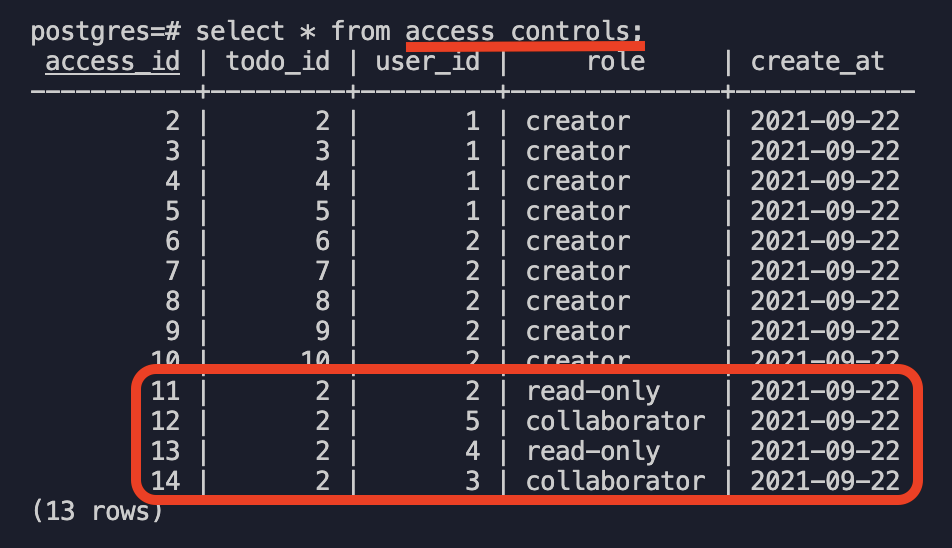 postgres=# select * from access controls;
access_id | todo_id | user_id | role | create_at
-----------+---------+---------+--------------+------------
2 | 2 | 1 | creator | 2021-09-22
3 | 3 | 1 | creator | 2021-09-22
4 | 4 | 1 | creator | 2021-09-22
5 | 5 | 1 | creator | 2021-09-22
6 | 6 | 2 | creator | 2021-09-22
7 | 7 | 2 | creator | 2021-09-22
8 | 8 | 2 | creator | 2021-09-22
9 | 9 | 2 | creator | 2021-09-22
10 | 10 | 2 | creator | 2021-09-22
11 | 2 | 2 | read-only | 2021-09-22
12 | 2 | 5 | collaborator | 2021-09-22
13 | 2 | 4 | read-only | 2021-09-22
14 | 2 | 3 | collaborator | 2021-09-22
(13 rows)